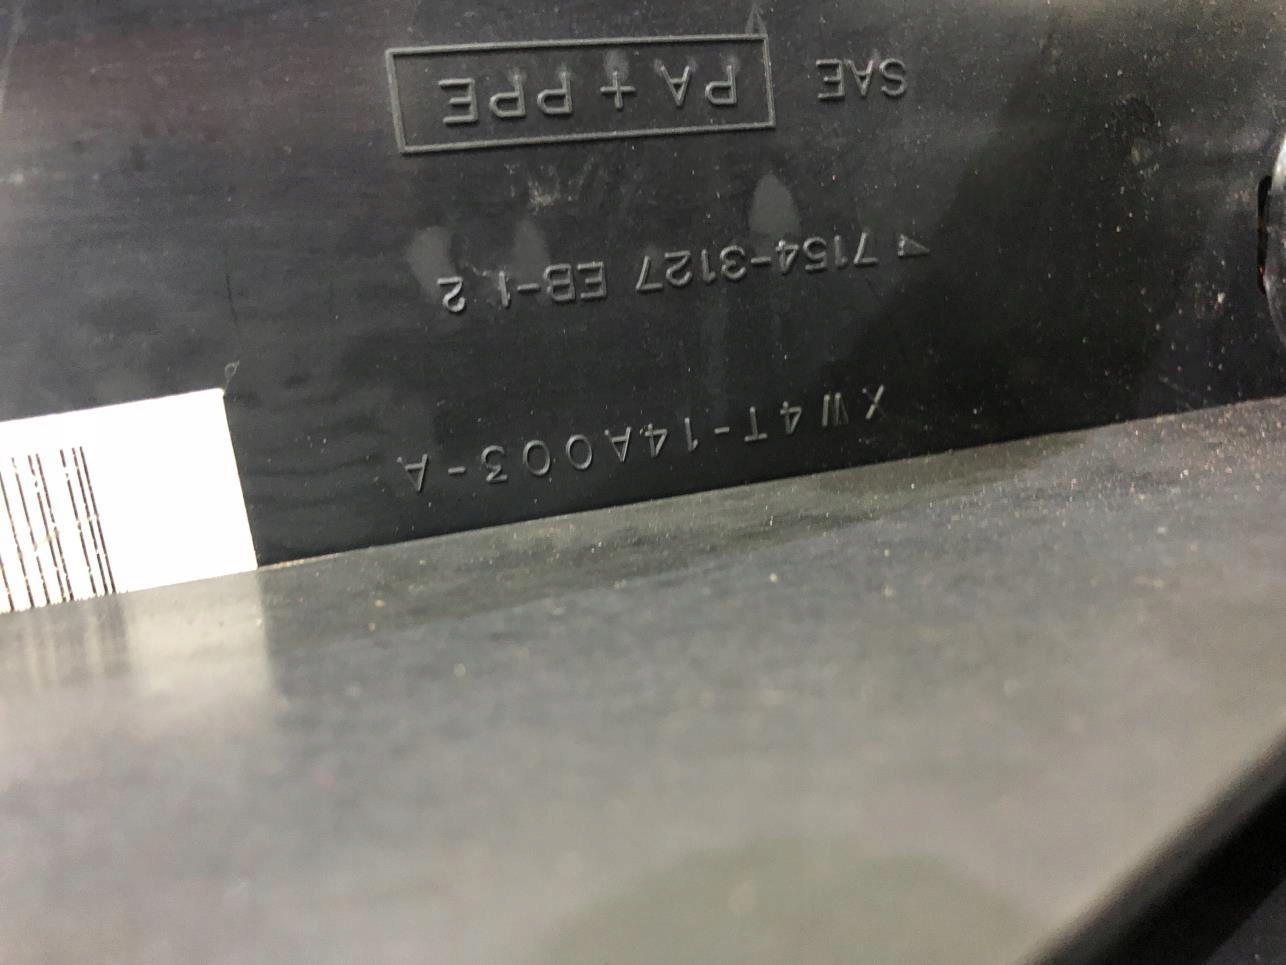 XW4T-14A003-A
7154-3127 EB-1 2
SAE PA + PPE